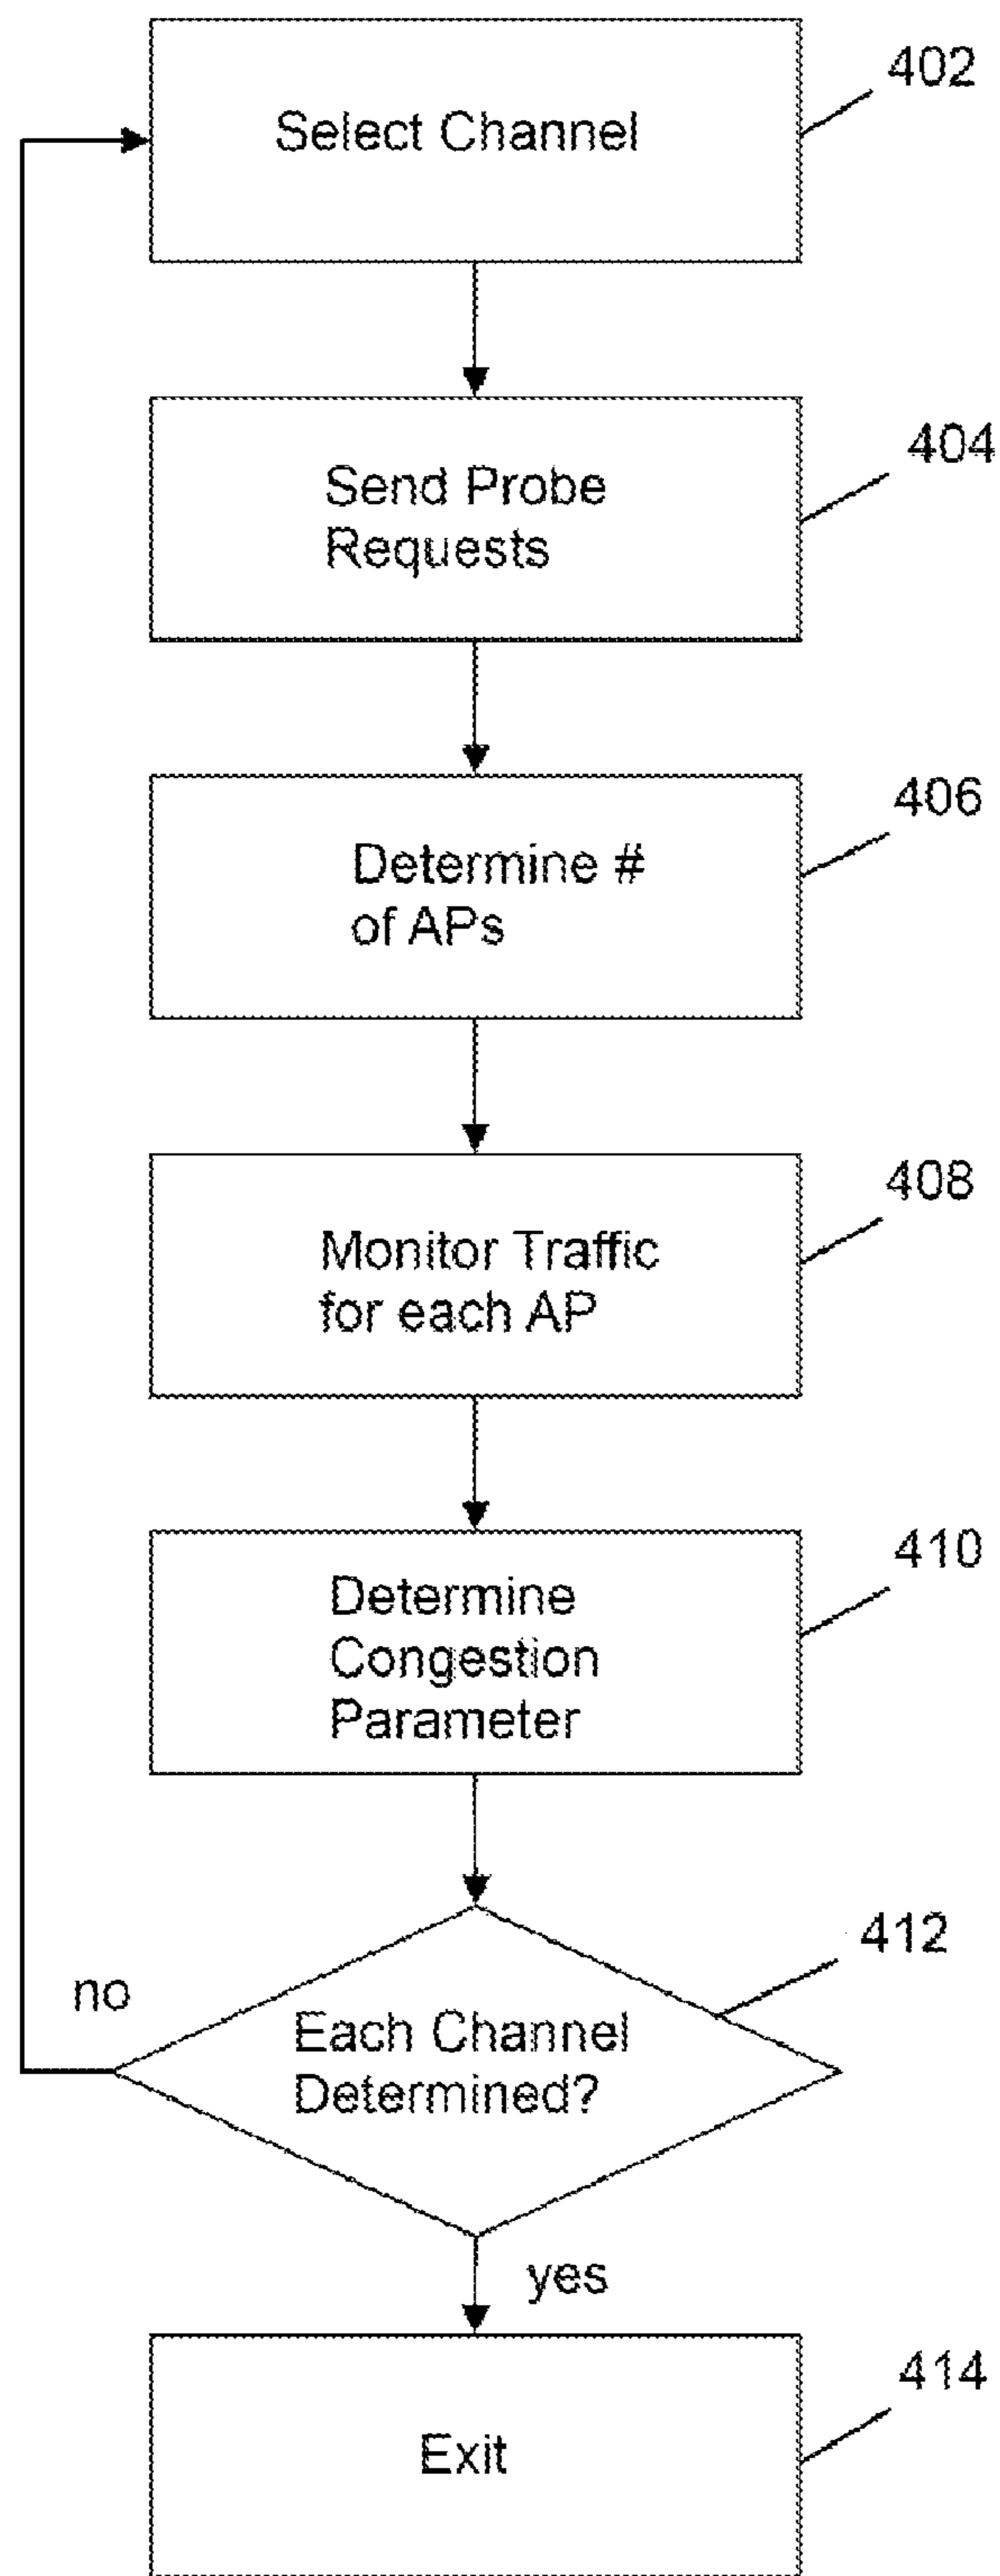 402
Select Channel
404
Send Probe
Requests
406
Determine #
of APs
408
Monitor Traffic
for each AP
410
Determine
Congestion
Parameter
412
no
Each Channel
Determined?
yes
414
Exit